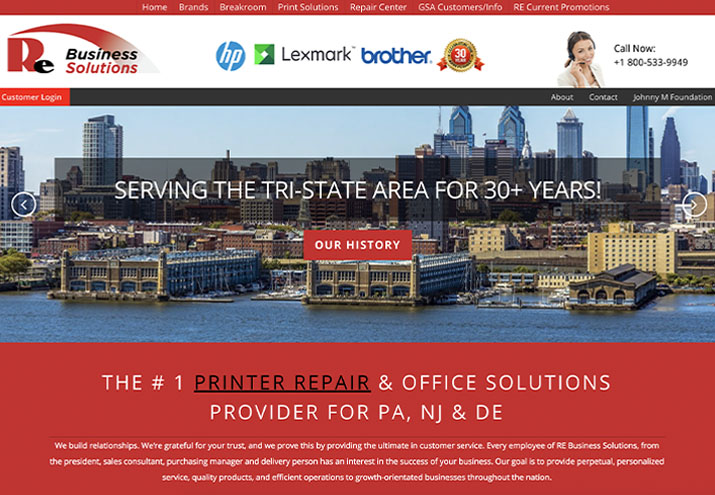 Home Brands Breakroom Print Solutions Repair Center GSA Customers/Info RE Current Promotions
Re Business Solutions
hp Lexmark brother 30 YEAR
Call Now:
+1 800-533-9949
Customer Login About Contact Johnny M Foundation
SERVING THE TRI-STATE AREA FOR 30+ YEARS!
OUR HISTORY
THE # 1 PRINTER REPAIR & OFFICE SOLUTIONS
PROVIDER FOR PA, NJ & DE
We build relationships. We're grateful for your trust, and we prove this by providing the ultimate in customer service. Every employee of RE Business Solutions, from
the president, sales consultant, purchasing manager and delivery person has an interest in the success of your business. Our goal is to provide perpetual, personalized
service, quality products, and efficient operations to growth-orientated businesses throughout the nation.